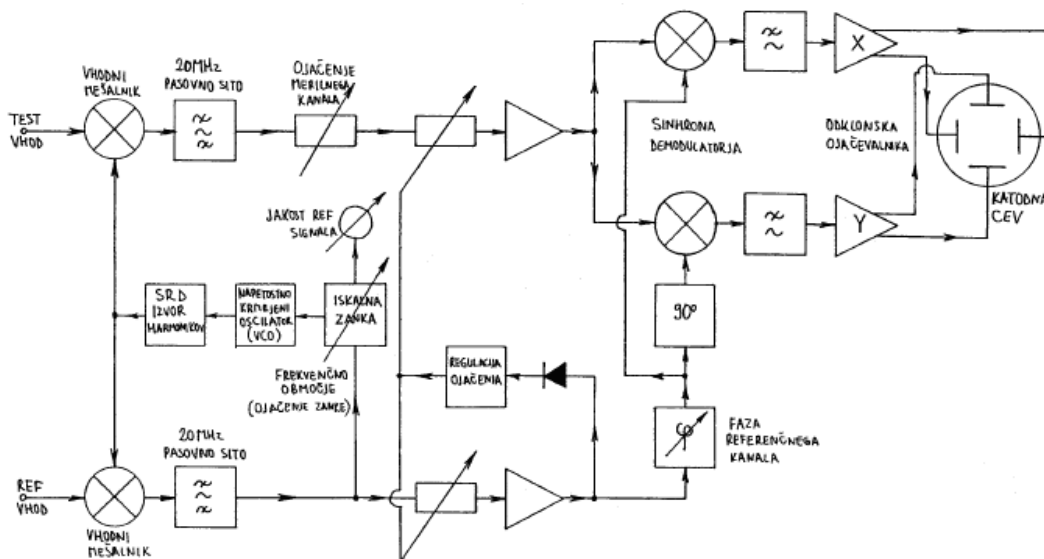 VHODNI
MEŠALNIK
20MHz
PASOVNO SITO
OJAČENJE
MERILNEGA
KANALA
TEST
VHOD
SINHRONA
DEMODULATORJA
X
ODKLONSKA
OJAČEVALNIKA
KATODNA
CEV
Y
JAKOST REF
SIGNALA
SRD
IZVOR
HARMONIKOV
NAPETOSTNO
KRMILJENI
OSCILATOR
(VCO)
ISKALNA
ZANKA
90°
FREKVENČNO
OBMOČJE
(OJAČENJE ZANKE)
REGULACIJA
OJAČENJA
φ
FAZA
REFERENČNEGA
KANALA
20MHz
PASOVNO SITO
REF
VHOD
VHODNI
MEŠALNIK